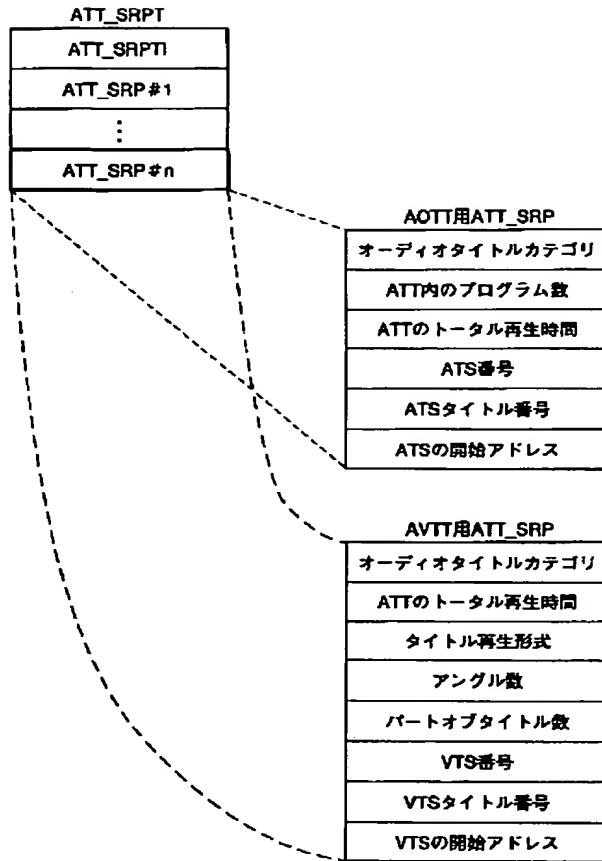 ATT_SRPT
ATT_SRPTI
ATT_SRP#1
⋮
ATT_SRP#n
AOTT用ATT_SRP
オーディオタイトルカテゴリ
ATT内のプログラム数
ATTのトータル再生時間
ATS番号
ATSタイトル番号
ATSの開始アドレス
AVTT用ATT_SRP
オーディオタイトルカテゴリ
ATTのトータル再生時間
タイトル再生形式
アングル数
パートオブタイトル数
VTS番号
VTSタイトル番号
VTSの開始アドレス